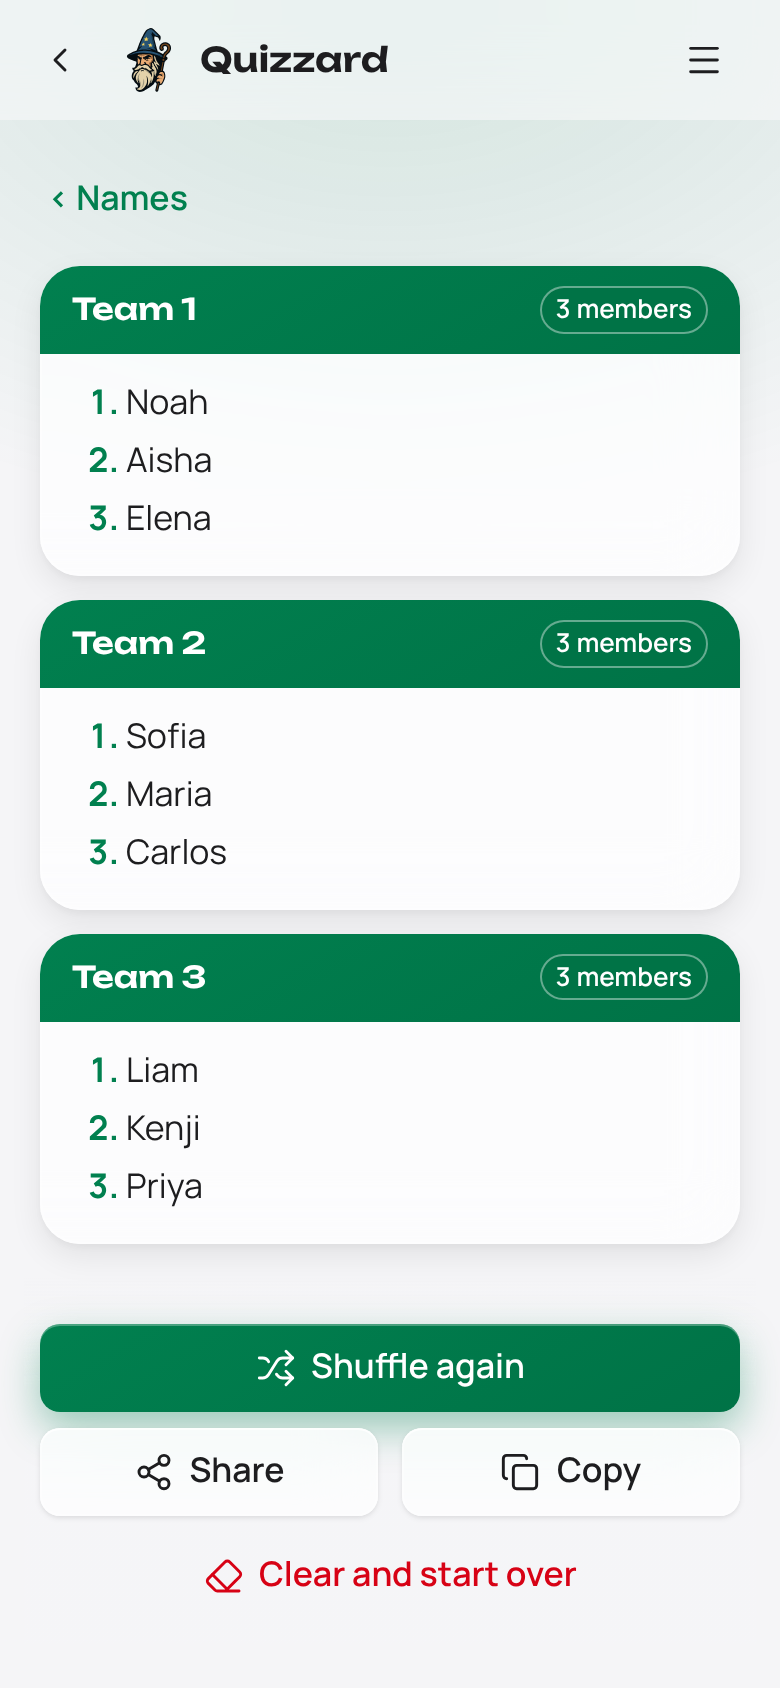 Quizzard
Names
Team 1
3 members
1. Noah
2. Aisha
3. Elena
Team 2
3 members
1. Sofia
2. Maria
3. Carlos
Team 3
3 members
1. Liam
2. Kenji
3. Priya
Shuffle again
Share
Copy
Clear and start over